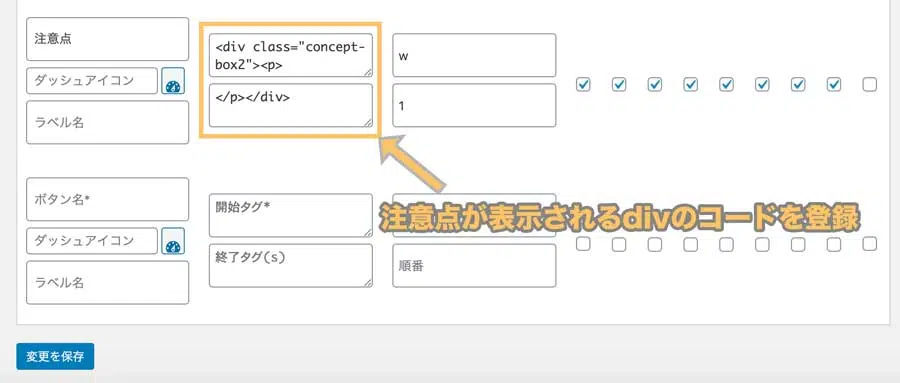 注意点
<div class="concept-
box2"><p>
w
ダッシュアイコン
</p></div>
1
ラベル名
注意点が表示されるdivのコードを登録
ボタン名*
開始タグ*
ダッシュアイコン
終了タグ(s)
順番
ラベル名
変更を保存